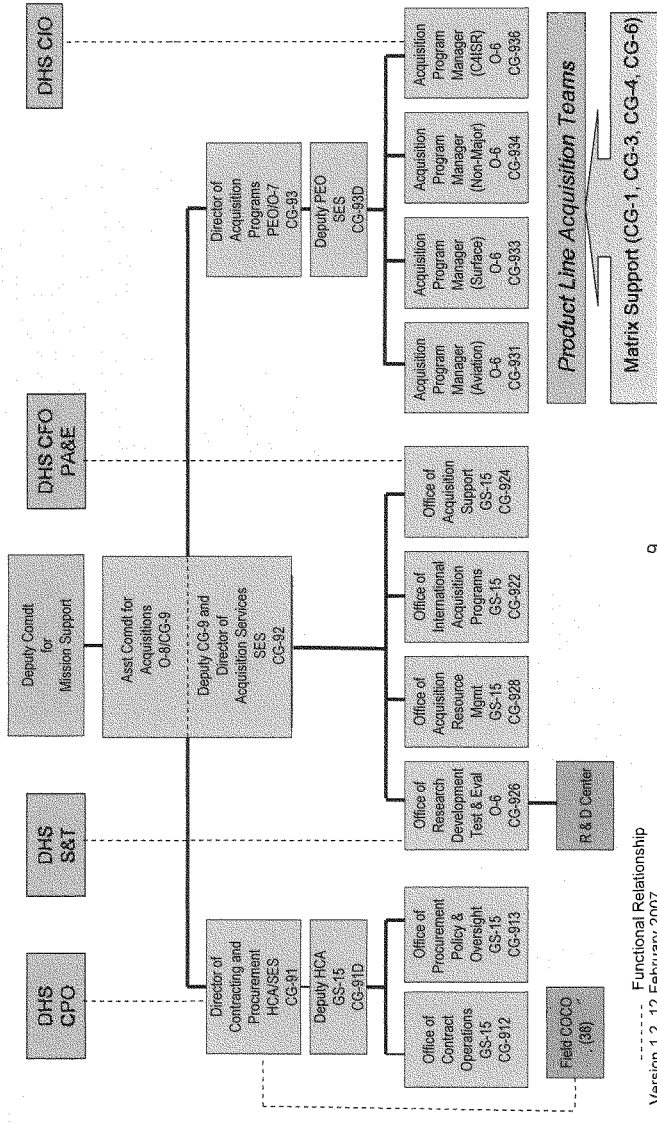 DHS
CPO
DHS
S&T
Deputy Comdt
for
Mission Support
DHS CFO
PA&E
DHS CIO
Asst Comdt for
Acquisitions
O-8/CG-9
Deputy CG-9 and
Director of
Acquisition Services
SES
CG-92
Director of
Contracting and
Procurement
HCA/SES
CG-91
Deputy HCA
GS-15
CG-91D
Director of
Acquisition
Programs
PEO/O-7
CG-93
Deputy PEO
SES
CG-93D
Office of
Contract
Operations
GS-15
CG-912
Office of
Procurement
Policy &
Oversight
GS-15
CG-913
Office of
Research
Development
Test & Eval
O-6
CG-926
Office of
Acquisition
Resource
Mgmt
GS-15
CG-928
Office of
International
Acquisition
Programs
GS-15
CG-922
Office of
Acquisition
Support
GS-15
CG-924
Acquisition
Program
Manager
(Aviation)
O-6
CG-931
Acquisition
Program
Manager
(Surface)
O-6
CG-933
Acquisition
Program
Manager
(Non-Major)
O-6
CG-934
Acquisition
Program
Manager
(C4ISR)
O-6
CG-936
Field COCO
(36)
R & D Center
Product Line Acquisition Teams
Matrix Support (CG-1, CG-3, CG-4, CG-6)
------ Functional Relationship
Version 1.2, 12 February 2007
9